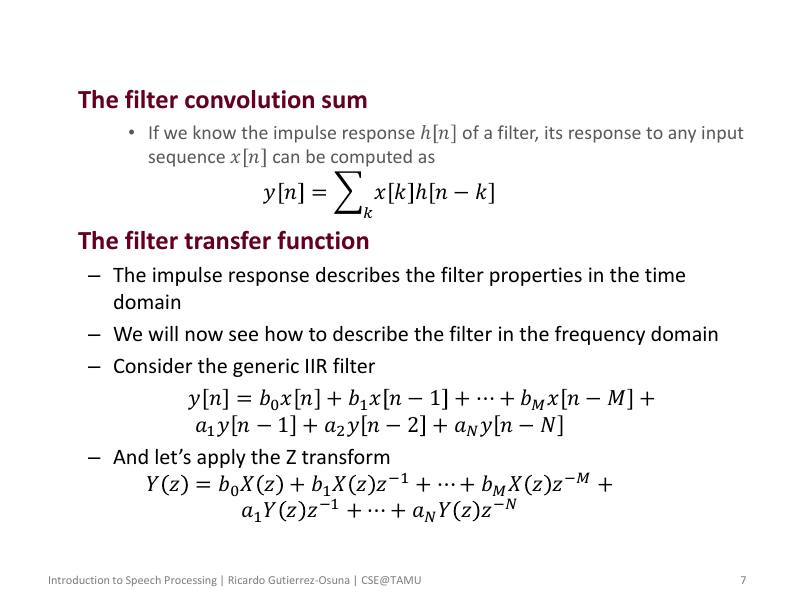 The filter convolution sum
• If we know the impulse response ℎ[𝑛] of a filter, its response to any input
sequence 𝑥[𝑛] can be computed as
𝑦[𝑛] = ∑ₖ 𝑥[𝑘]ℎ[𝑛 − 𝑘]
The filter transfer function
– The impulse response describes the filter properties in the time
domain
– We will now see how to describe the filter in the frequency domain
– Consider the generic IIR filter
𝑦[𝑛] = 𝑏₀𝑥[𝑛] + 𝑏₁𝑥[𝑛 − 1] + ⋯ + 𝑏_𝑀𝑥[𝑛 − 𝑀] +
𝑎₁𝑦[𝑛 − 1] + 𝑎₂𝑦[𝑛 − 2] + 𝑎_𝑁𝑦[𝑛 − 𝑁]
– And let’s apply the Z transform
𝑌(𝑧) = 𝑏₀𝑋(𝑧) + 𝑏₁𝑋(𝑧)𝑧⁻¹ + ⋯ + 𝑏_𝑀𝑋(𝑧)𝑧^−𝑀 +
𝑎₁𝑌(𝑧)𝑧⁻¹ + ⋯ + 𝑎_𝑁𝑌(𝑧)𝑧^−𝑁
Introduction to Speech Processing | Ricardo Gutierrez-Osuna | CSE@TAMU 7